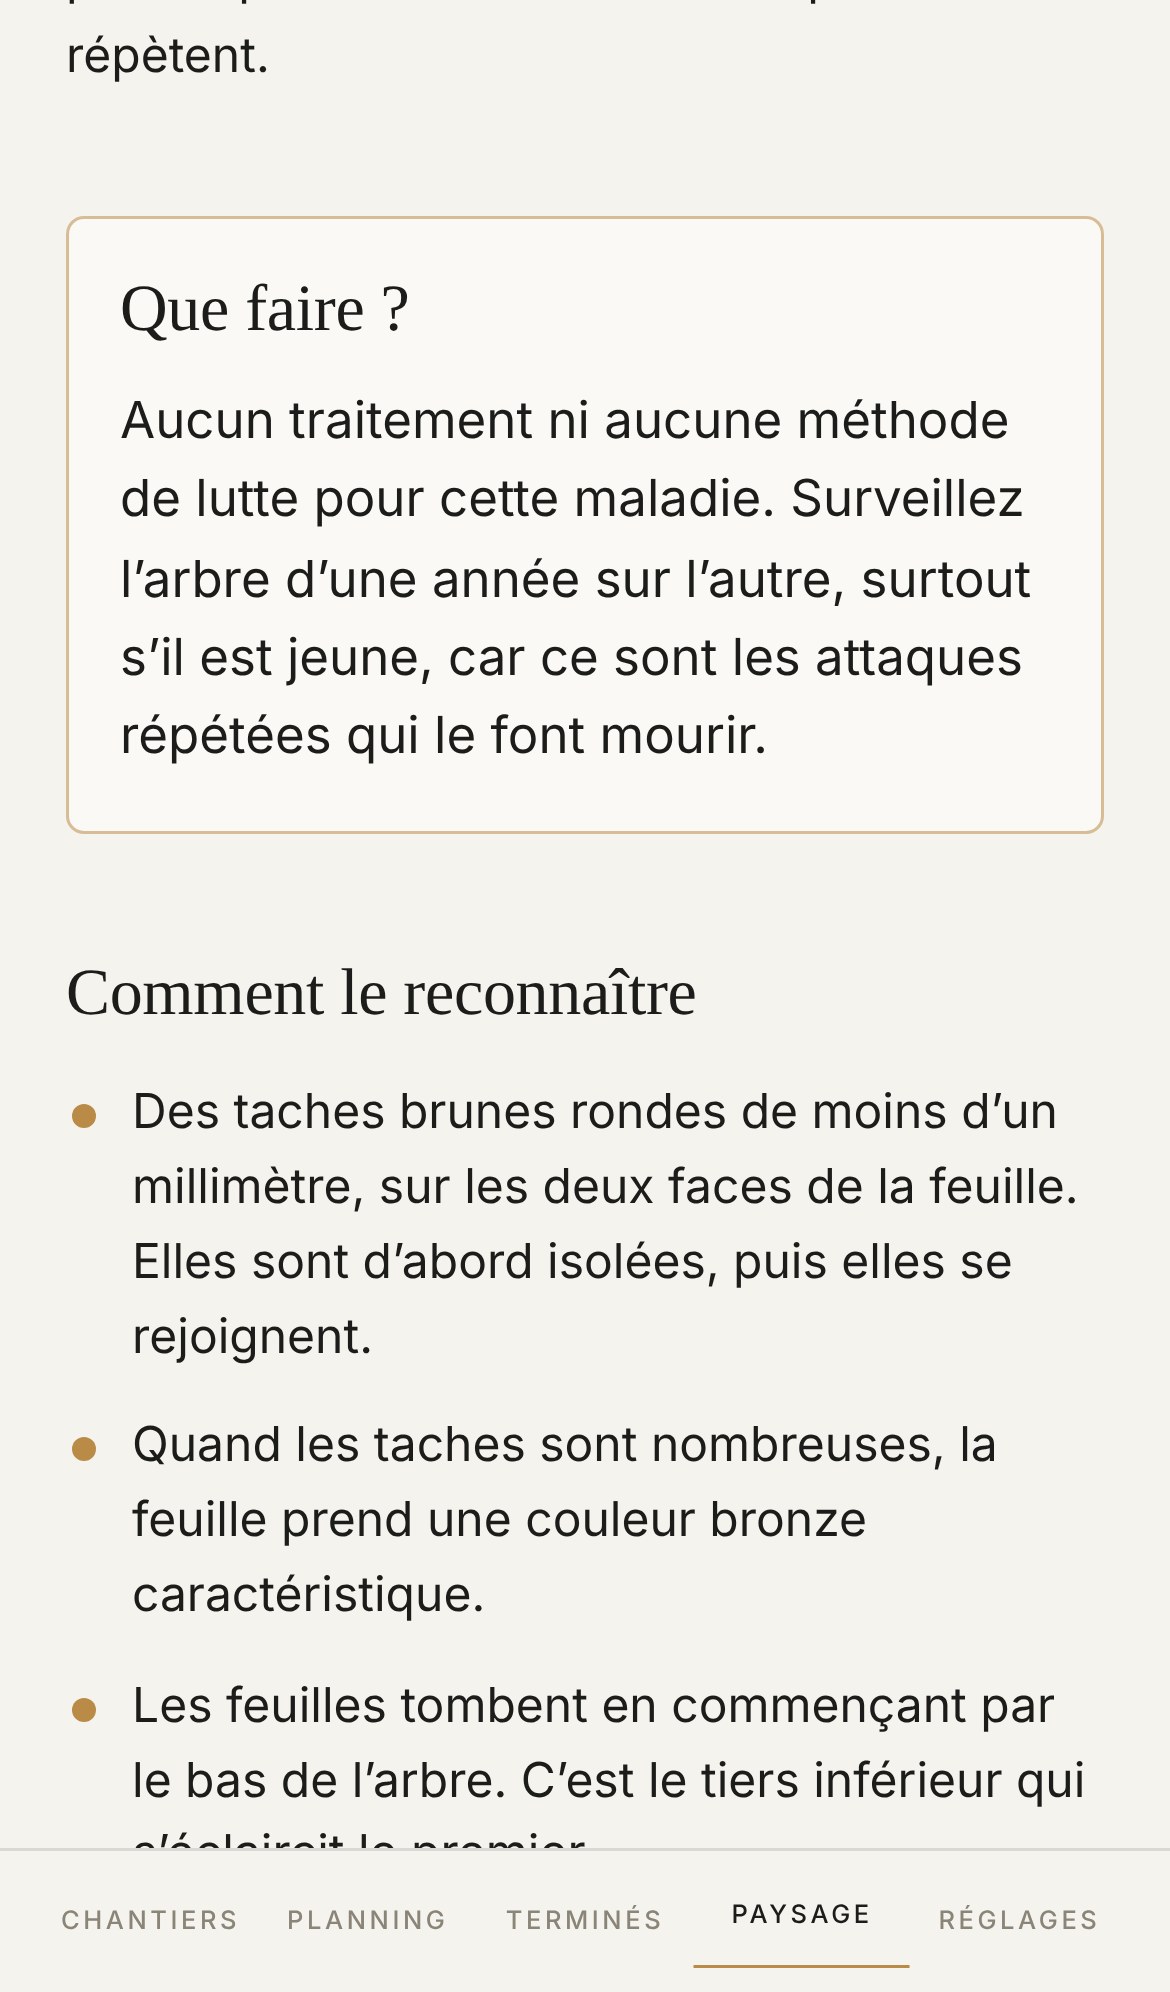 répètent.
Que faire ?
Aucun traitement ni aucune méthode
de lutte pour cette maladie. Surveillez
l’arbre d’une année sur l’autre, surtout
s’il est jeune, car ce sont les attaques
répétées qui le font mourir.
Comment le reconnaître
Des taches brunes rondes de moins d’un
millimètre, sur les deux faces de la feuille.
Elles sont d’abord isolées, puis elles se
rejoignent.
Quand les taches sont nombreuses, la
feuille prend une couleur bronze
caractéristique.
Les feuilles tombent en commençant par
le bas de l’arbre. C’est le tiers inférieur qui
s’éclaircit le premier.
CHANTIERS PLANNING TERMINÉS PAYSAGE RÉGLAGES